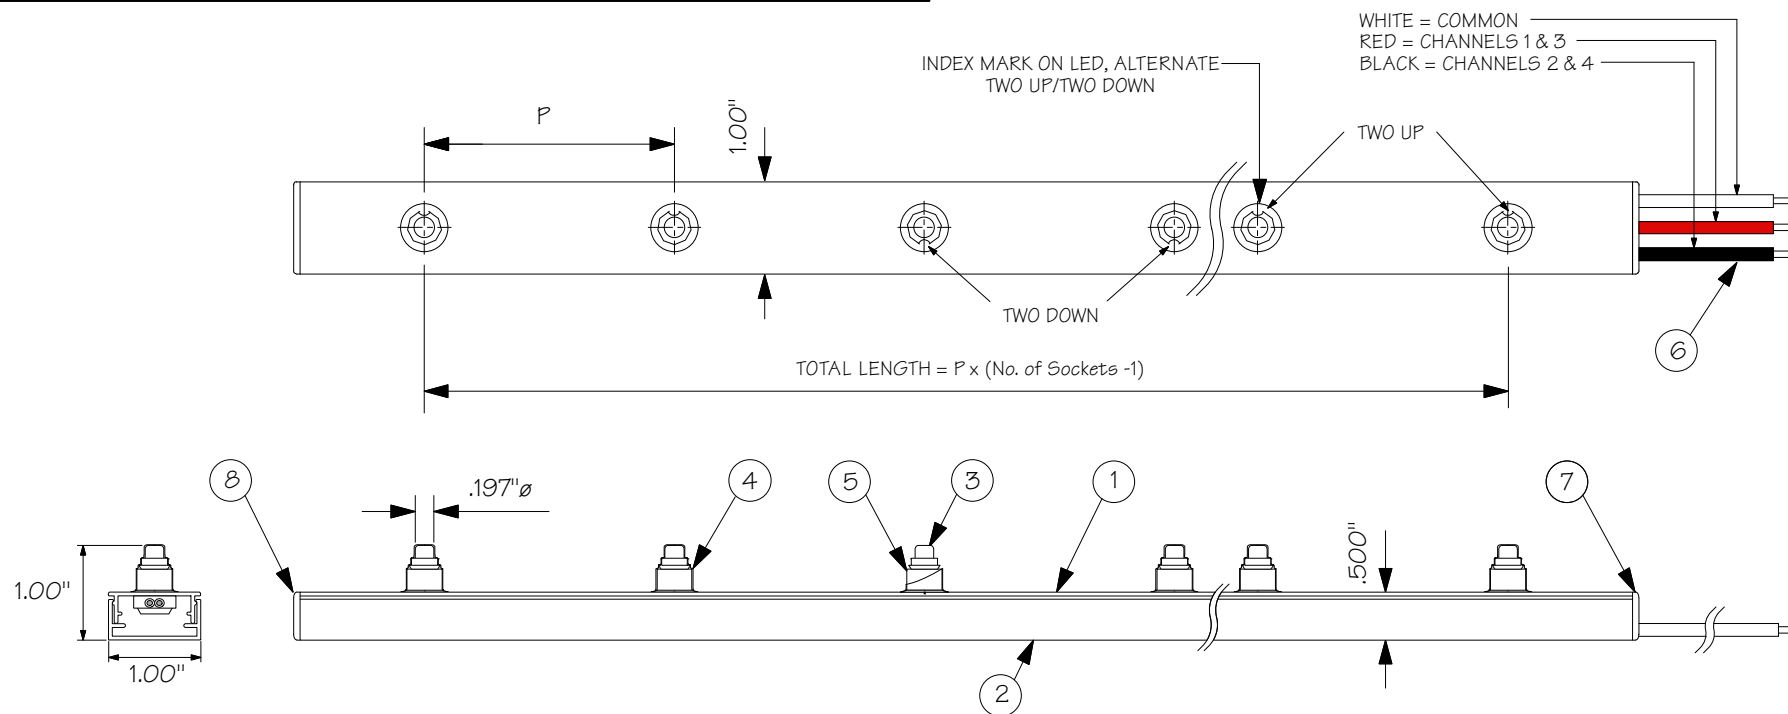 WHITE = COMMON
RED = CHANNELS 1 & 3
BLACK = CHANNELS 2 & 4
INDEX MARK ON LED, ALTERNATE
TWO UP/TWO DOWN
P
1.00"
TWO UP
TWO DOWN
6
TOTAL LENGTH = P x (No. of Sockets -1)
8
.197"ø
4
5
3
1
7
.500"
1.00"
1.00"
2